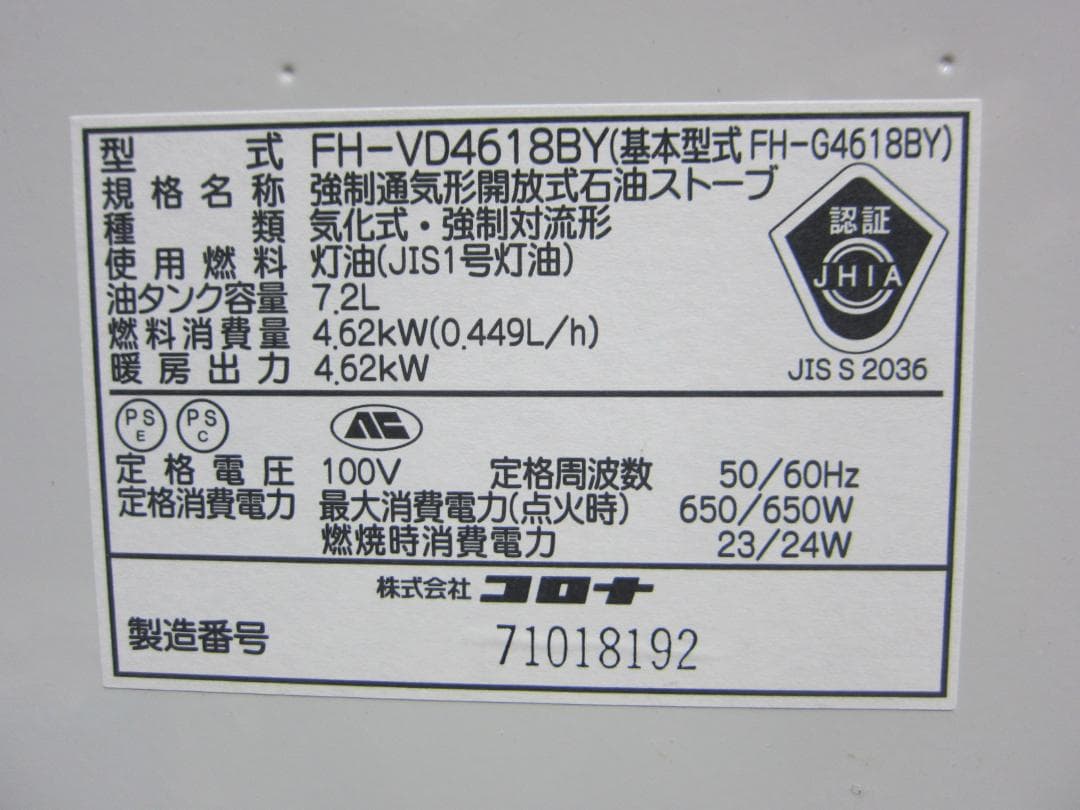 型式 FH-VD4618BY(基本型式 FH-G4618BY)
規格名称 強制通気形開放式石油ストーブ
種類 気化式・強制対流形
使用燃料 灯油(JIS1号灯油)
油タンク容量 7.2L
燃料消費量 4.62kW(0.449L/h)
暖房出力 4.62kW
認証
JHIA
JIS S 2036
PS E PS C
定格電圧 100V 定格周波数 50/60Hz
定格消費電力 最大消費電力(点火時) 650/650W
燃焼時消費電力 23/24W
株式会社 コロナ
製造番号 71018192